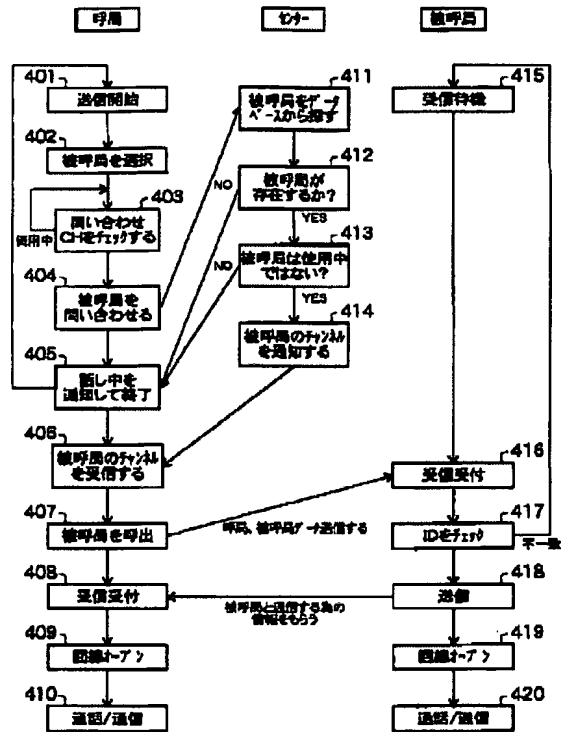 呼局
センター
被呼局
401
送信開始
402
被呼局を選択
403
問い合わせ
CHをチェックする
使用中
404
被呼局を
問い合わせる
405
話し中を
通知して終了
406
被呼局のチャンネル
を受信する
407
被呼局を呼出
408
受信受付
409
回線オープン
410
通話/通信
411
被呼局をデータ
ベースから探す
412
被呼局が
存在するか?
NO
YES
413
被呼局は使用中
ではない?
NO
YES
414
被呼局のチャンネル
を通知する
呼局、被呼局データ送信する
被呼局と通信する為の
情報をもらう
415
受信待機
416
受信受付
417
IDをチェック
不一致
418
送信
419
回線オープン
420
通話/通信